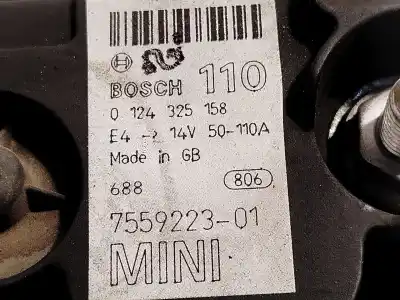 BOSCH 110
0 124 325 158
E4 → 14V 50-110A
Made in GB
688 806
7559223-01
MINI